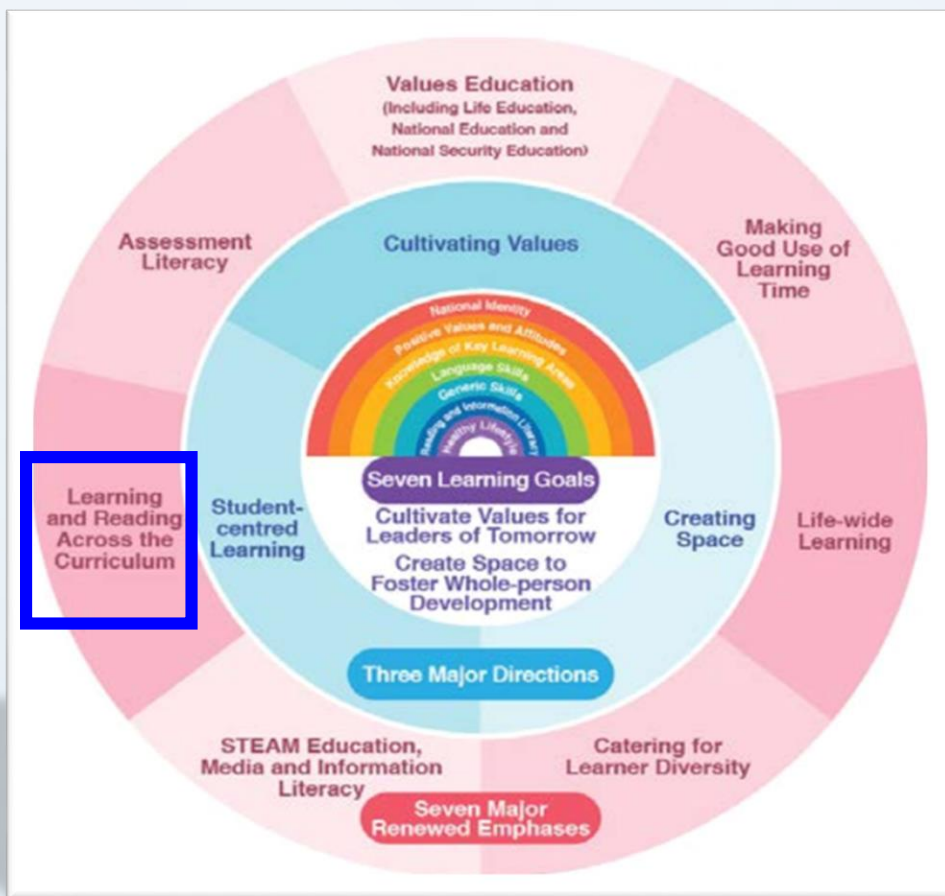 Values Education
(Including Life Education,
National Education and
National Security Education)
Assessment
Literacy
Making
Good Use of
Learning
Time
Cultivating Values
National Identity
Positive Values and Attitudes
Knowledge of Key Learning Areas
Language Skills
Generic Skills
Reading and Information Literacy
Healthy Lifestyle
Seven Learning Goals
Cultivate Values for
Leaders of Tomorrow
Create Space to
Foster Whole-person
Development
Learning
and Reading
Across the
Curriculum
Student-
centred
Learning
Creating
Space
Life-wide
Learning
Three Major Directions
STEAM Education,
Media and Information
Literacy
Catering for
Learner Diversity
Seven Major
Renewed Emphases